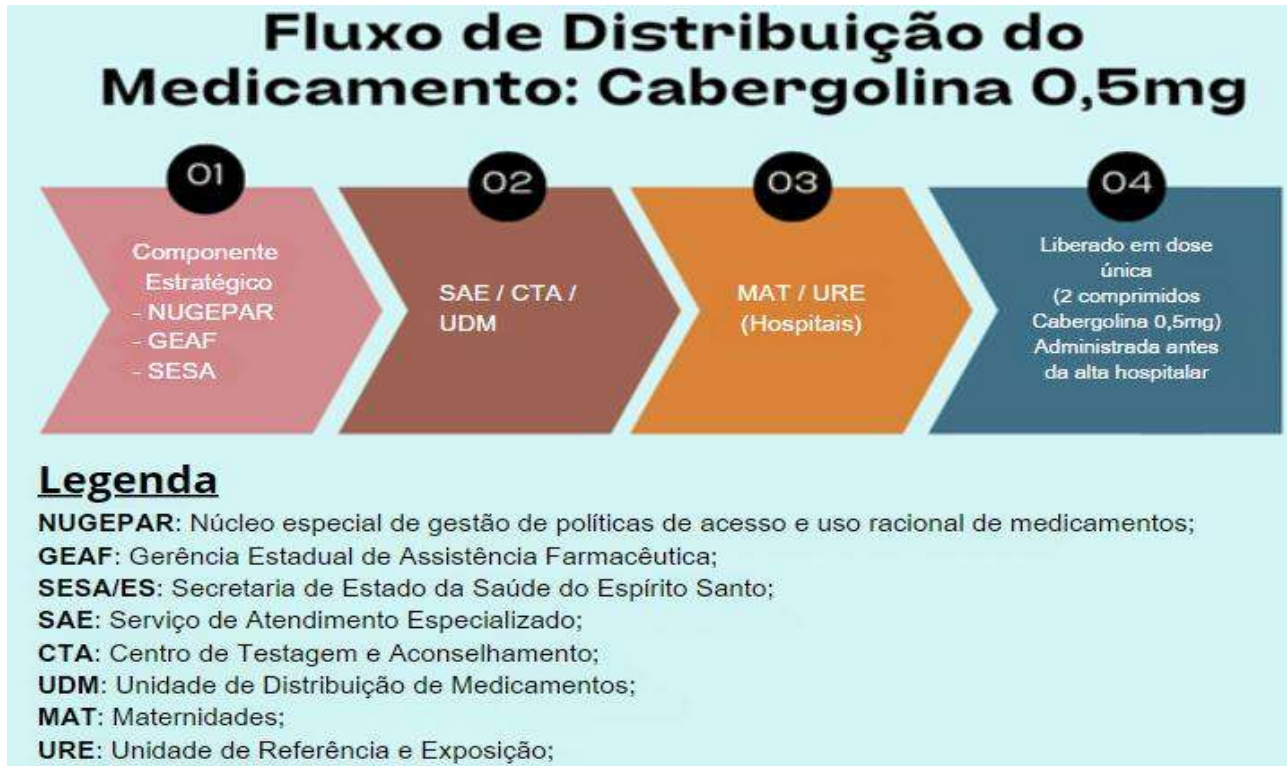 Fluxo de Distribuição do
Medicamento: Cabergolina 0,5mg
01
Componente
Estratégico
- NUGEPAR
- GEAF
- SESA
02
SAE / CTA /
UDM
03
MAT / URE
(Hospitais)
04
Liberado em dose
única
(2 comprimidos
Cabergolina 0,5mg)
Administrada antes
da alta hospitalar
Legenda
NUGEPAR: Núcleo especial de gestão de políticas de acesso e uso racional de medicamentos;
GEAF: Gerência Estadual de Assistência Farmacêutica;
SESA/ES: Secretaria de Estado da Saúde do Espírito Santo;
SAE: Serviço de Atendimento Especializado;
CTA: Centro de Testagem e Aconselhamento;
UDM: Unidade de Distribuição de Medicamentos;
MAT: Maternidades;
URE: Unidade de Referência e Exposição;